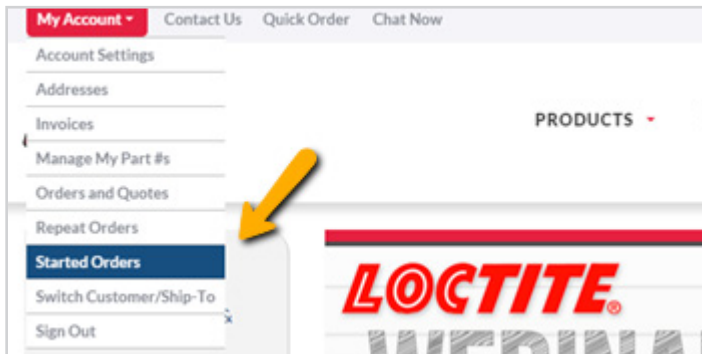 My Account Contact Us Quick Order Chat Now
Account Settings
Addresses
Invoices
Manage My Part #s
Orders and Quotes
Repeat Orders
Started Orders
Switch Customer/Ship-To
Sign Out
PRODUCTS
&
LOCTITE®